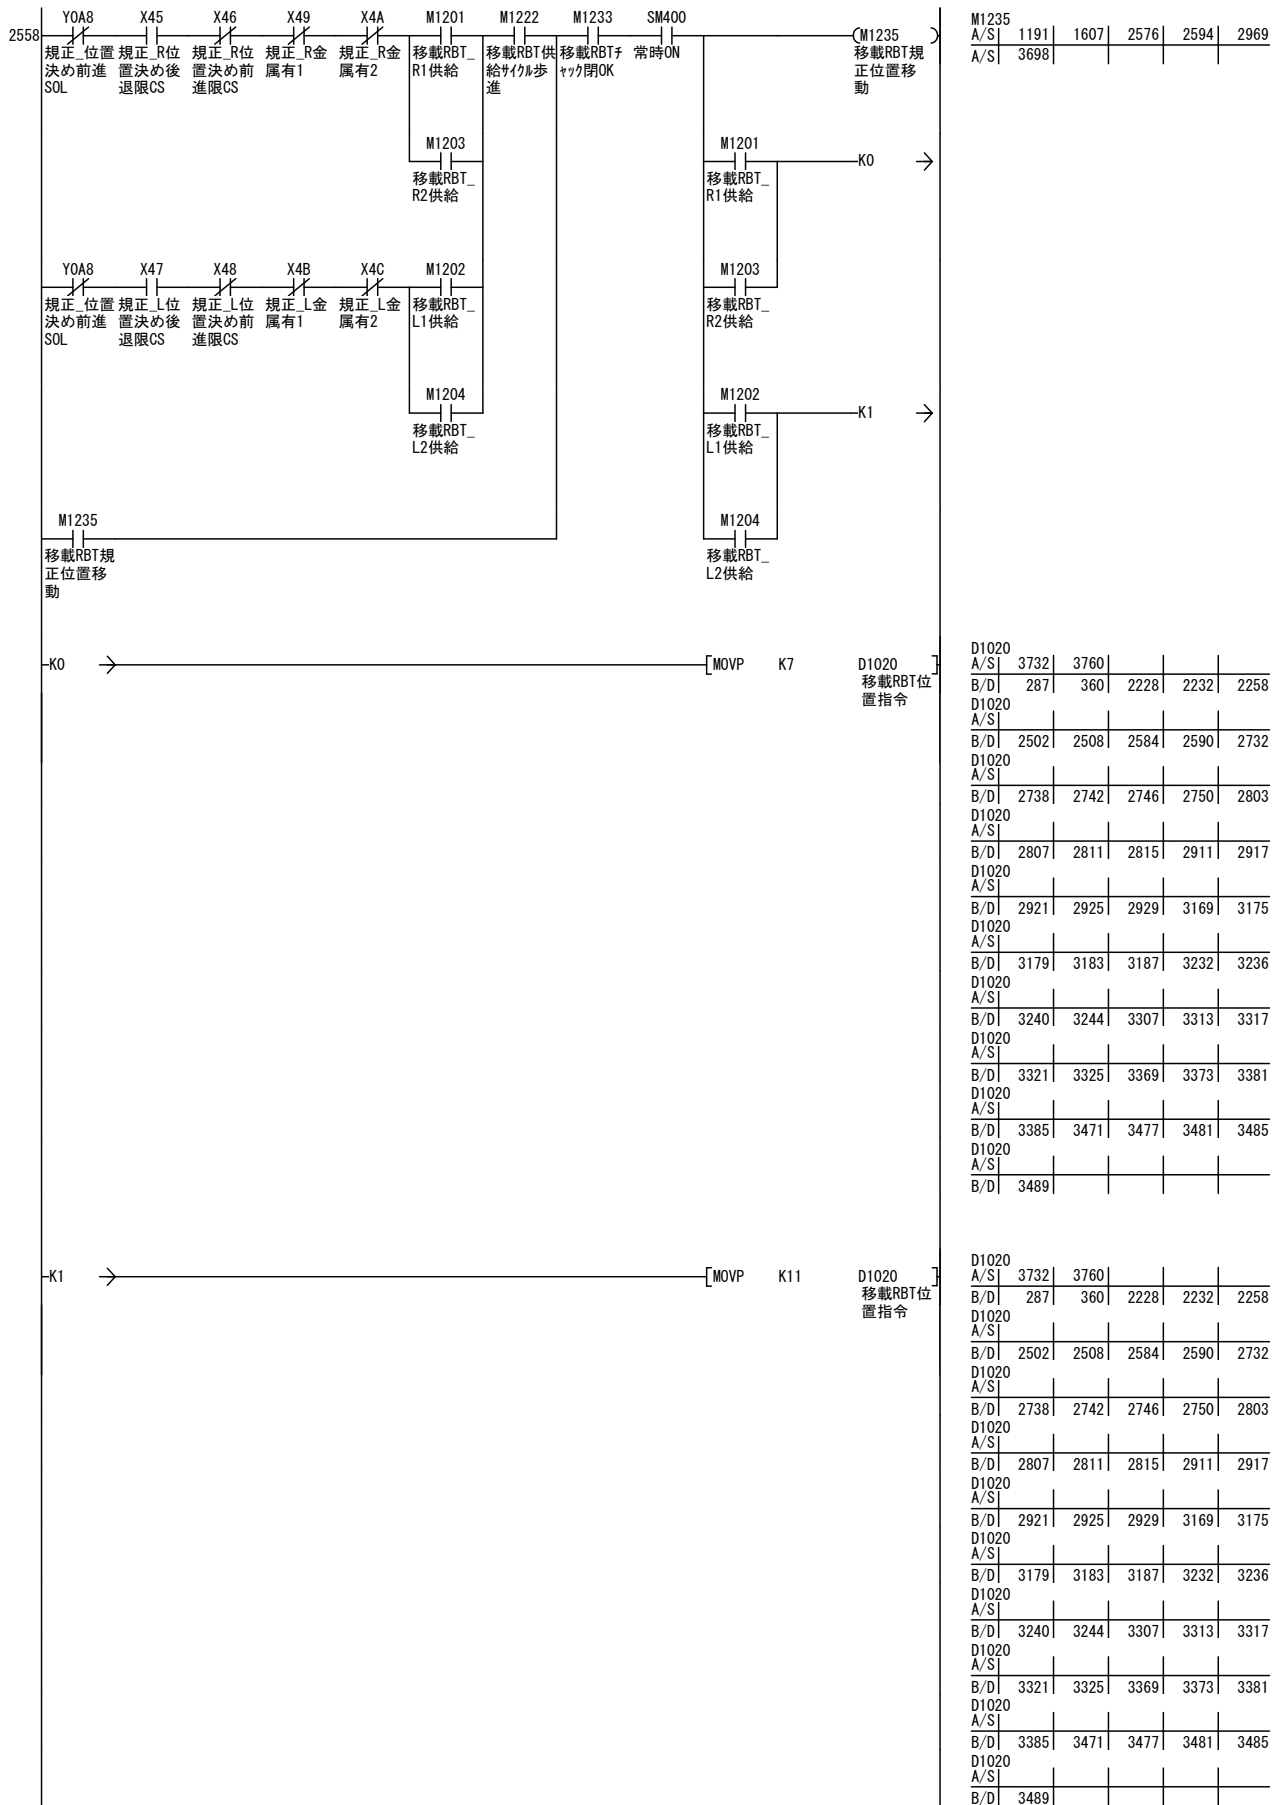 Y0A8 X45 X46 X49 X4A M1201 M1222 M1233 SM400
2558 (M1235 )
規正_位置 規正_R位 規正_R位 規正_R金 規正_R金 移載RBT_ 移載RBT供 移載RBTﾁ 常時ON 移載RBT規
決め前進 置決め後 置決め前 属有1 属有2 R1供給 給ｻｲｸﾙ歩 ｬｯｸ閉OK 正位置移
SOL 退限CS 進限CS 進 動
M1203 M1201
K0
移載RBT_ 移載RBT_
R2供給 R1供給
Y0A8 X47 X48 X4B X4C M1202 M1203
規正_位置 規正_L位 規正_L位 規正_L金 規正_L金 移載RBT_ 移載RBT_
決め前進 置決め後 置決め前 属有1 属有2 L1供給 R2供給
SOL 退限CS 進限CS
M1204 M1202
K1
移載RBT_ 移載RBT_
L2供給 L1供給
M1235 M1204
移載RBT規 移載RBT_
正位置移 L2供給
動
M1235
A/S 1191 1607 2576 2594 2969
A/S 3698
K0 [MOVP K7 D1020 ]
移載RBT位
置指令
D1020
A/S 3732 3760
B/D 287 360 2228 2232 2258
D1020
A/S
B/D 2502 2508 2584 2590 2732
D1020
A/S
B/D 2738 2742 2746 2750 2803
D1020
A/S
B/D 2807 2811 2815 2911 2917
D1020
A/S
B/D 2921 2925 2929 3169 3175
D1020
A/S
B/D 3179 3183 3187 3232 3236
D1020
A/S
B/D 3240 3244 3307 3313 3317
D1020
A/S
B/D 3321 3325 3369 3373 3381
D1020
A/S
B/D 3385 3471 3477 3481 3485
D1020
A/S
B/D 3489
K1 [MOVP K11 D1020 ]
移載RBT位
置指令
D1020
A/S 3732 3760
B/D 287 360 2228 2232 2258
D1020
A/S
B/D 2502 2508 2584 2590 2732
D1020
A/S
B/D 2738 2742 2746 2750 2803
D1020
A/S
B/D 2807 2811 2815 2911 2917
D1020
A/S
B/D 2921 2925 2929 3169 3175
D1020
A/S
B/D 3179 3183 3187 3232 3236
D1020
A/S
B/D 3240 3244 3307 3313 3317
D1020
A/S
B/D 3321 3325 3369 3373 3381
D1020
A/S
B/D 3385 3471 3477 3481 3485
D1020
A/S
B/D 3489